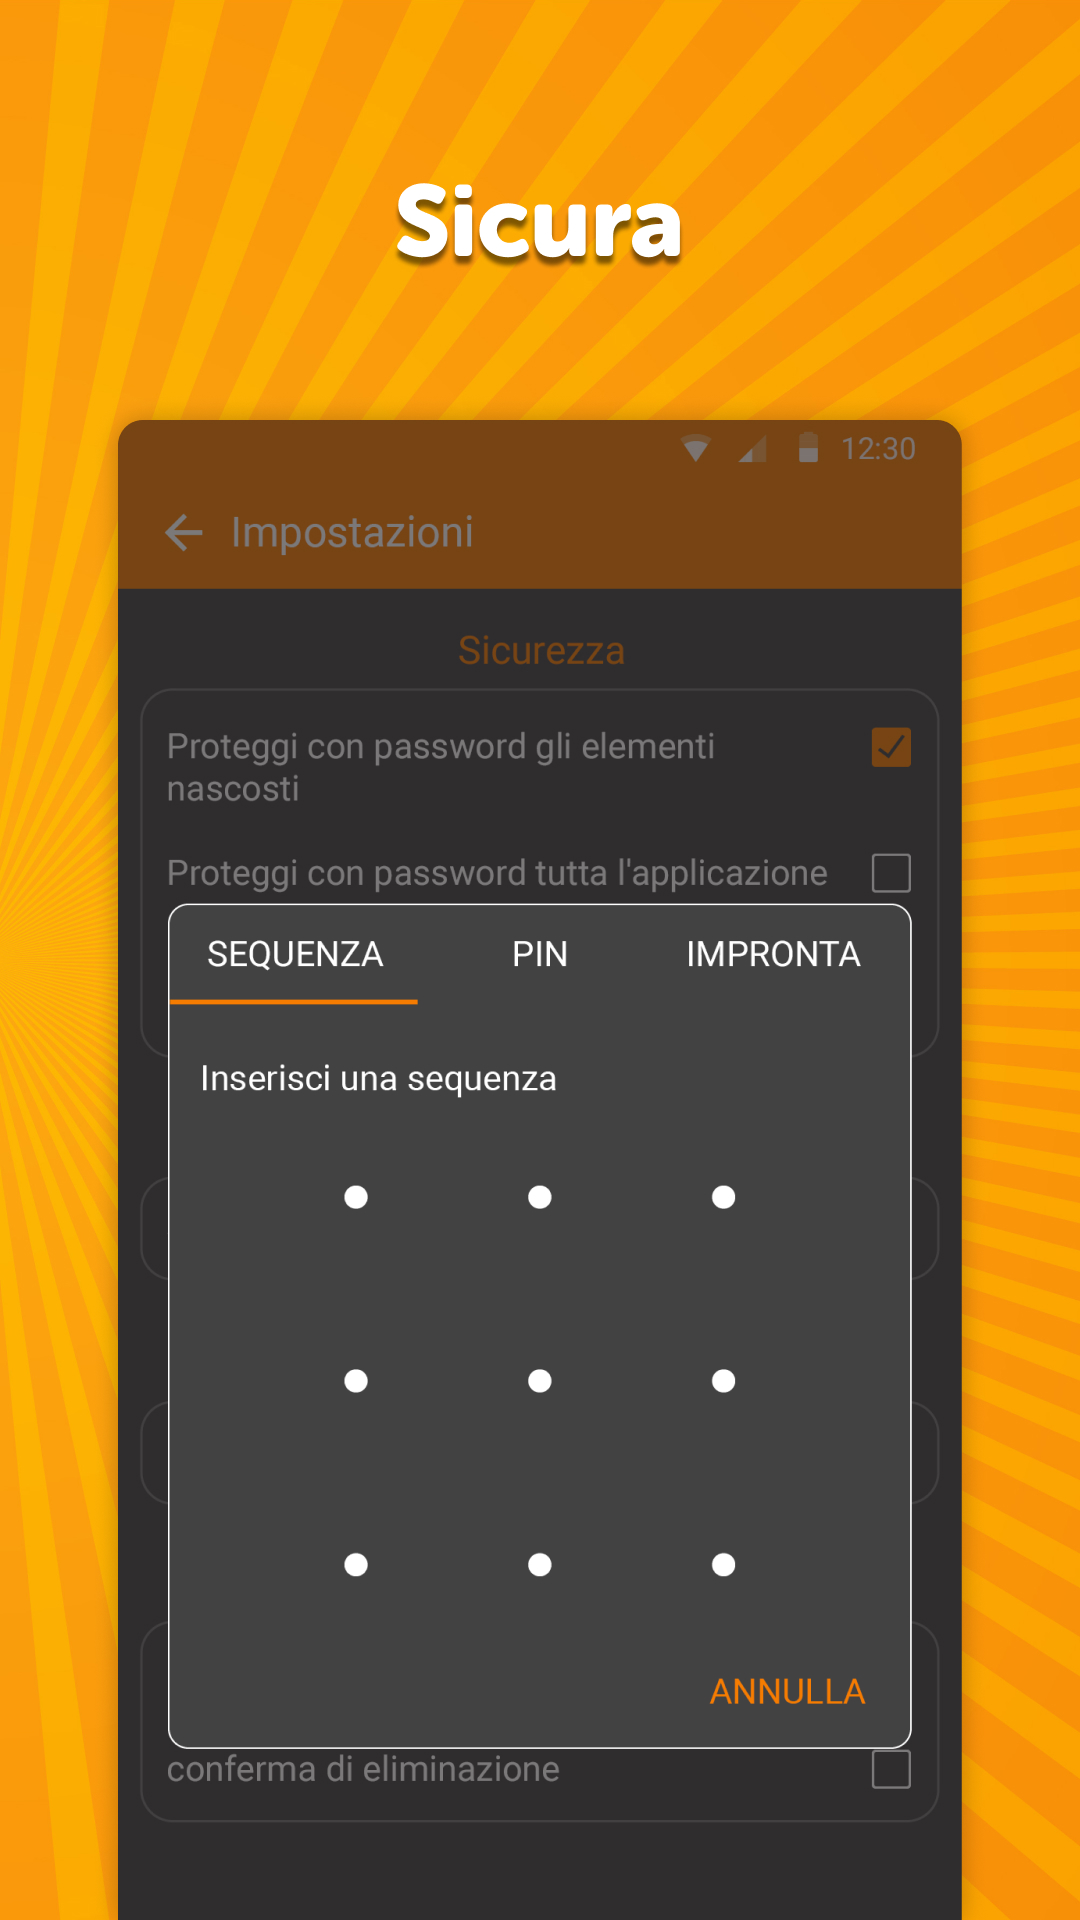 Sicura
12:30
Impostazioni
Sicurezza
Proteggi con password gli elementi
nascosti
Proteggi con password tutta l'applicazione
SEQUENZA PIN IMPRONTA
Inserisci una sequenza
ANNULLA
conferma di eliminazione